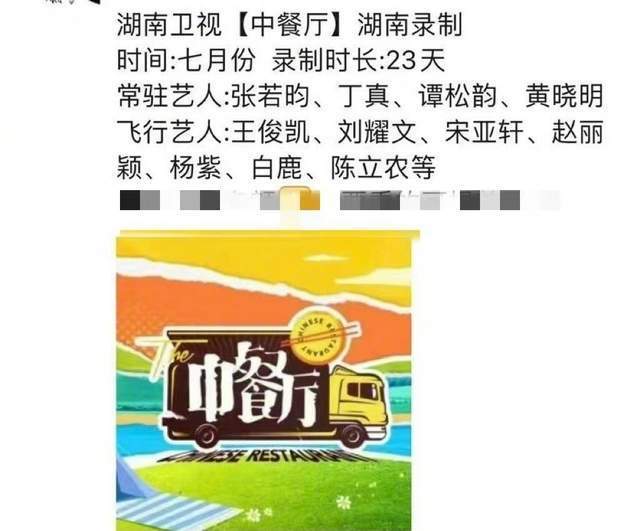 湖南卫视【中餐厅】湖南录制
时间:七月份 录制时长:23天
常驻艺人:张若昀、丁真、谭松韵、黄晓明
飞行艺人:王俊凯、刘耀文、宋亚轩、赵丽
颖、杨紫、白鹿、陈立农等
CHINESE RESTAURANT
The
中餐厅
CHINESE RESTAURANT